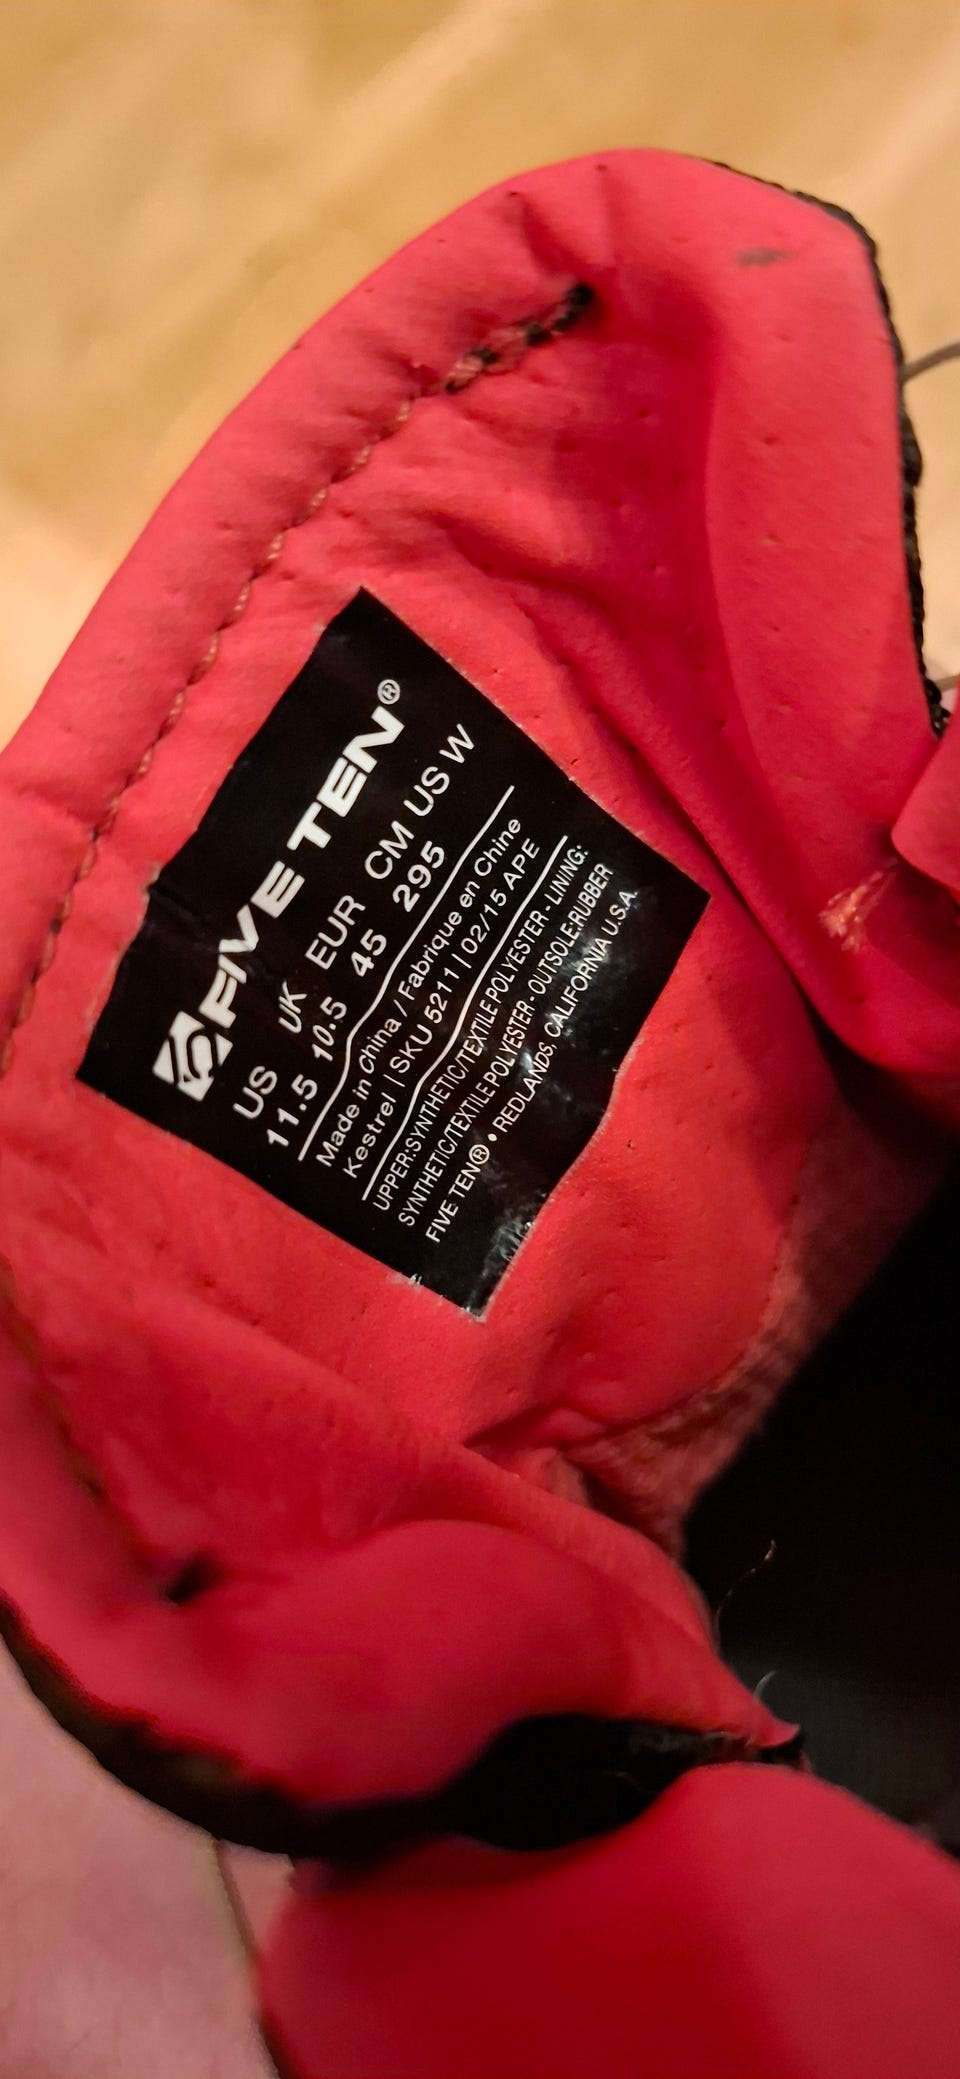 FIVE TEN®
US UK EUR CM US W
11.5 10.5 45 295
Made in China / Fabrique en Chine
Kestrel | SKU 5211 | 02/15 APE
UPPER:SYNTHETIC/TEXTILE POLYESTER - LINING:
SYNTHETIC/TEXTILE POLYESTER - OUTSOLE:RUBBER
FIVE TEN® • REDLANDS, CALIFORNIA U.S.A.